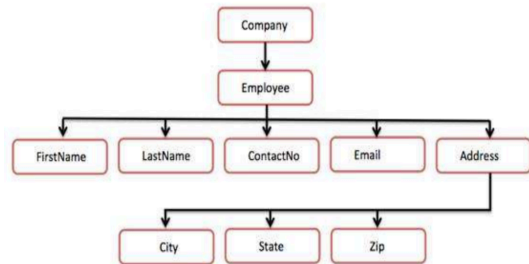 Company
Employee
FirstName
LastName
ContactNo
Email
Address
City
State
Zip